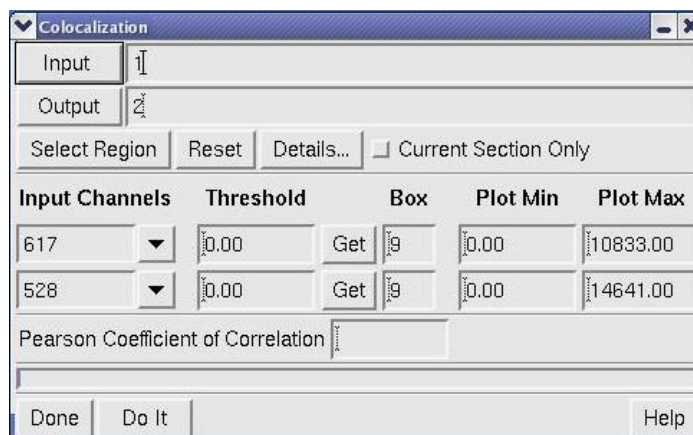 Colocalization
Input 1
Output 2
Select Region Reset Details... Current Section Only
Input Channels Threshold Box Plot Min Plot Max
617 0.00 Get 9 0.00 10833.00
528 0.00 Get 9 0.00 14641.00
Pearson Coefficient of Correlation
Done Do It Help